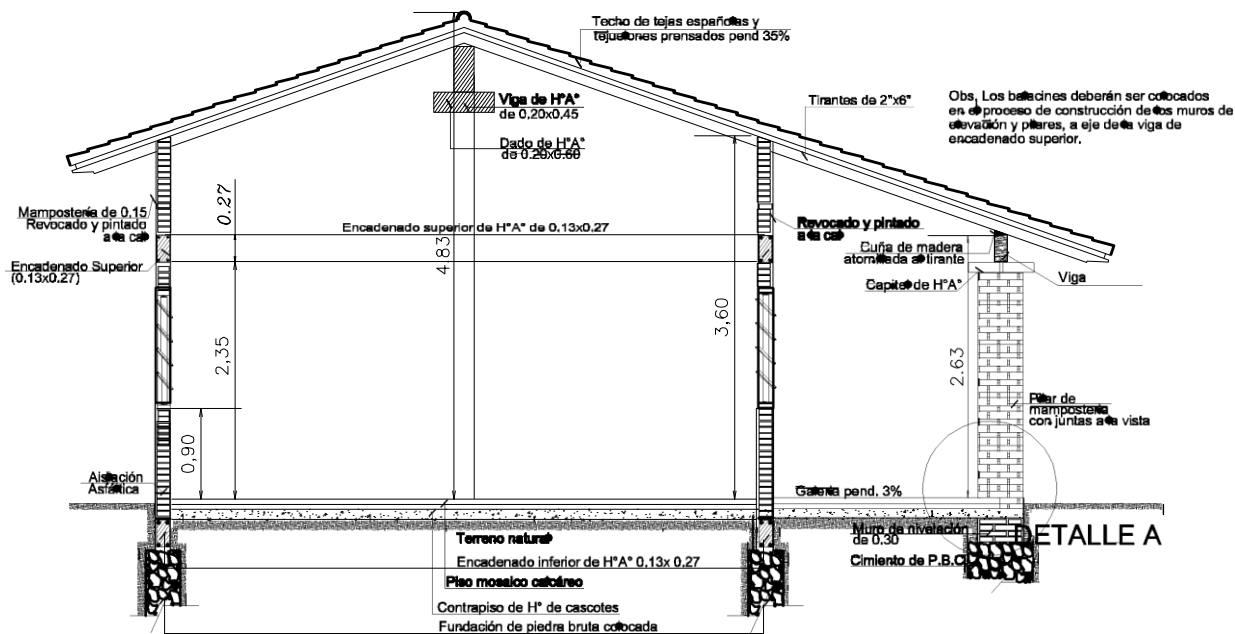 Techo de tejas españolas y
tejuelones prensados pend 35%
Viga de H°A°
de 0,20x0,45
Dado de H°A°
de 0.20x0.60
Tirantes de 2"x6"
Obs. Los balancines deberán ser colocados
en el proceso de construcción de los muros de
elevación y pilares, a eje de la viga de
encadenado superior.
Mampostería de 0.15
Revocado y pintado
a la cal
0.27
Encadenado superior de H°A° de 0.13x0.27
4.83
Revocado y pintado
a la cal
Cuña de madera
atornillada a tirante
Encadenado Superior
(0.13x0.27)
Capitel de H°A°
Viga
2,35
3,60
2.63
0,90
Pilar de
mampostería
con juntas a la vista
Aislación
Asfáltica
Galería pend. 3%
Terreno natural
Muro de nivelación
de 0.30
DETALLE A
Encadenado inferior de H°A° 0.13x 0.27
Cimiento de P.B.C
Piso mosaico calcáreo
Contrapiso de H° de cascotes
Fundación de piedra bruta colocada